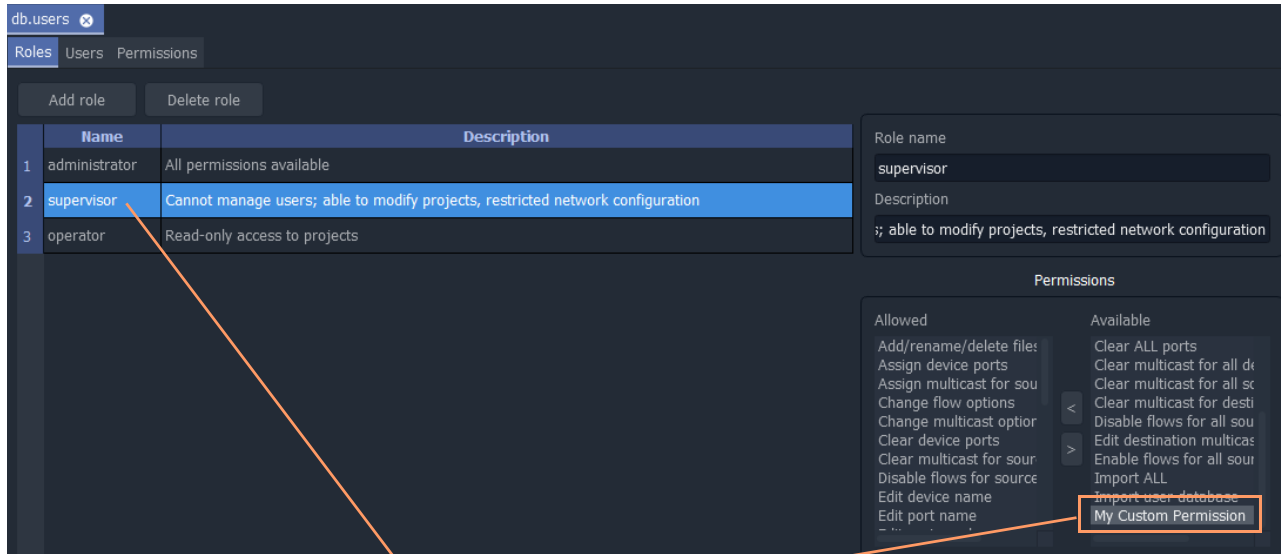 db.users
Roles Users Permissions
Add role Delete role
Name Description
1 administrator All permissions available
2 supervisor Cannot manage users; able to modify projects, restricted network configuration
3 operator Read-only access to projects
Role name
supervisor
Description
; able to modify projects, restricted network configuration
Permissions
Allowed
Add/rename/delete files
Assign device ports
Assign multicast for sou
Change flow options
Change multicast option
Clear device ports
Clear multicast for sour
Disable flows for source
Edit device name
Edit port name
<
>
Available
Clear ALL ports
Clear multicast for all de
Clear multicast for all so
Clear multicast for desti
Disable flows for all sou
Edit destination multicas
Enable flows for all sour
Import ALL
Import user database
My Custom Permission